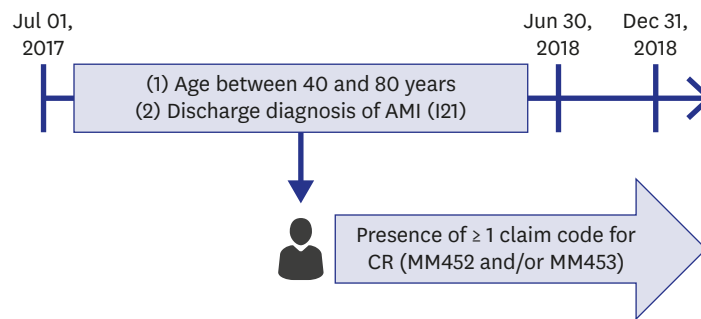 Jul 01,
2017
Jun 30,
2018
Dec 31,
2018
(1) Age between 40 and 80 years
(2) Discharge diagnosis of AMI (I21)
Presence of ≥ 1 claim code for
CR (MM452 and/or MM453)